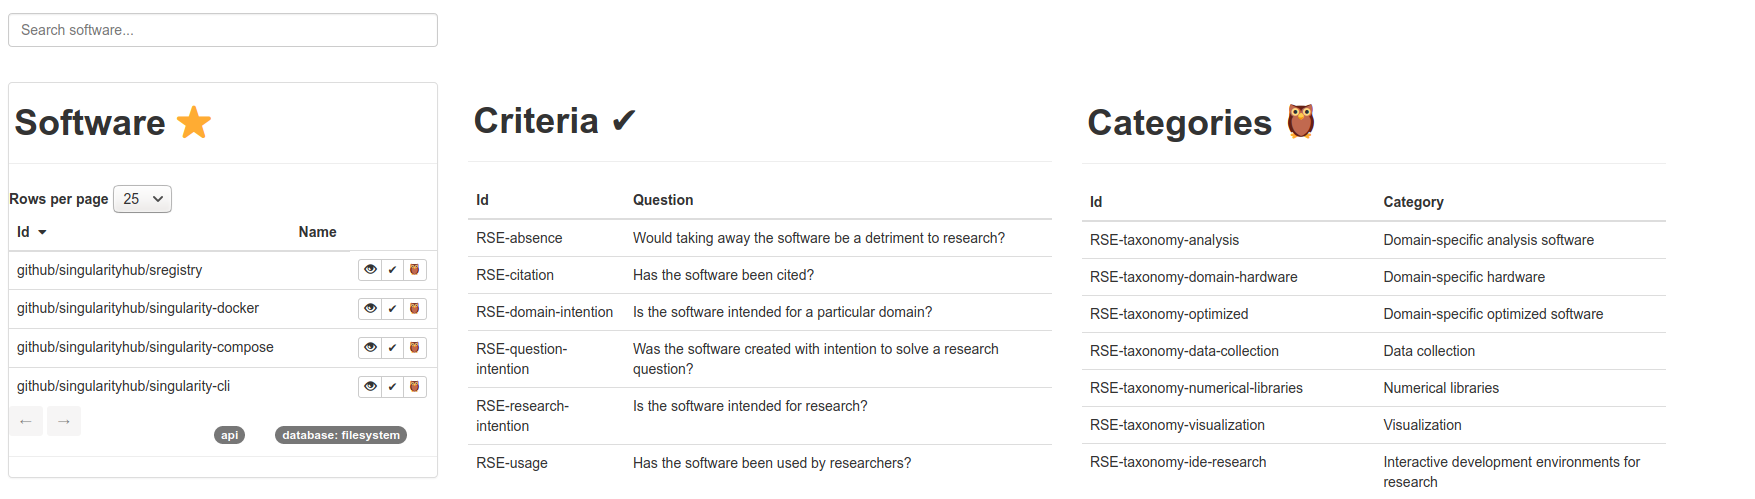 Search software...
Software
Rows per page 25
Id Name
github/singularityhub/sregistry
github/singularityhub/singularity-docker
github/singularityhub/singularity-compose
github/singularityhub/singularity-cli
← →
api database: filesystem
Criteria ✔
Id Question
RSE-absence Would taking away the software be a detriment to research?
RSE-citation Has the software been cited?
RSE-domain-intention Is the software intended for a particular domain?
RSE-question- Was the software created with intention to solve a research
intention question?
RSE-research- Is the software intended for research?
intention
RSE-usage Has the software been used by researchers?
Categories
Id Category
RSE-taxonomy-analysis Domain-specific analysis software
RSE-taxonomy-domain-hardware Domain-specific hardware
RSE-taxonomy-optimized Domain-specific optimized software
RSE-taxonomy-data-collection Data collection
RSE-taxonomy-numerical-libraries Numerical libraries
RSE-taxonomy-visualization Visualization
RSE-taxonomy-ide-research Interactive development environments for
research